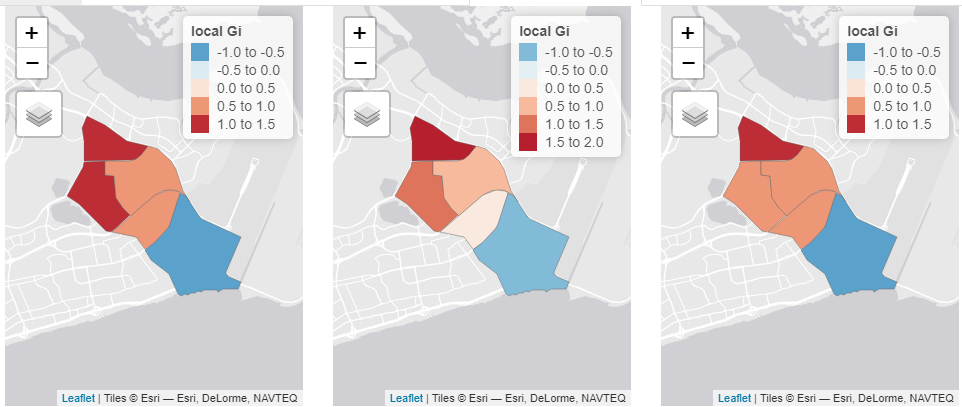 +
−
local Gi
-1.0 to -0.5
-0.5 to 0.0
0.0 to 0.5
0.5 to 1.0
1.0 to 1.5
Leaflet | Tiles © Esri — Esri, DeLorme, NAVTEQ
+
−
local Gi
-1.0 to -0.5
-0.5 to 0.0
0.0 to 0.5
0.5 to 1.0
1.0 to 1.5
1.5 to 2.0
Leaflet | Tiles © Esri — Esri, DeLorme, NAVTEQ
+
−
local Gi
-1.0 to -0.5
-0.5 to 0.0
0.0 to 0.5
0.5 to 1.0
1.0 to 1.5
Leaflet | Tiles © Esri — Esri, DeLorme, NAVTEQ